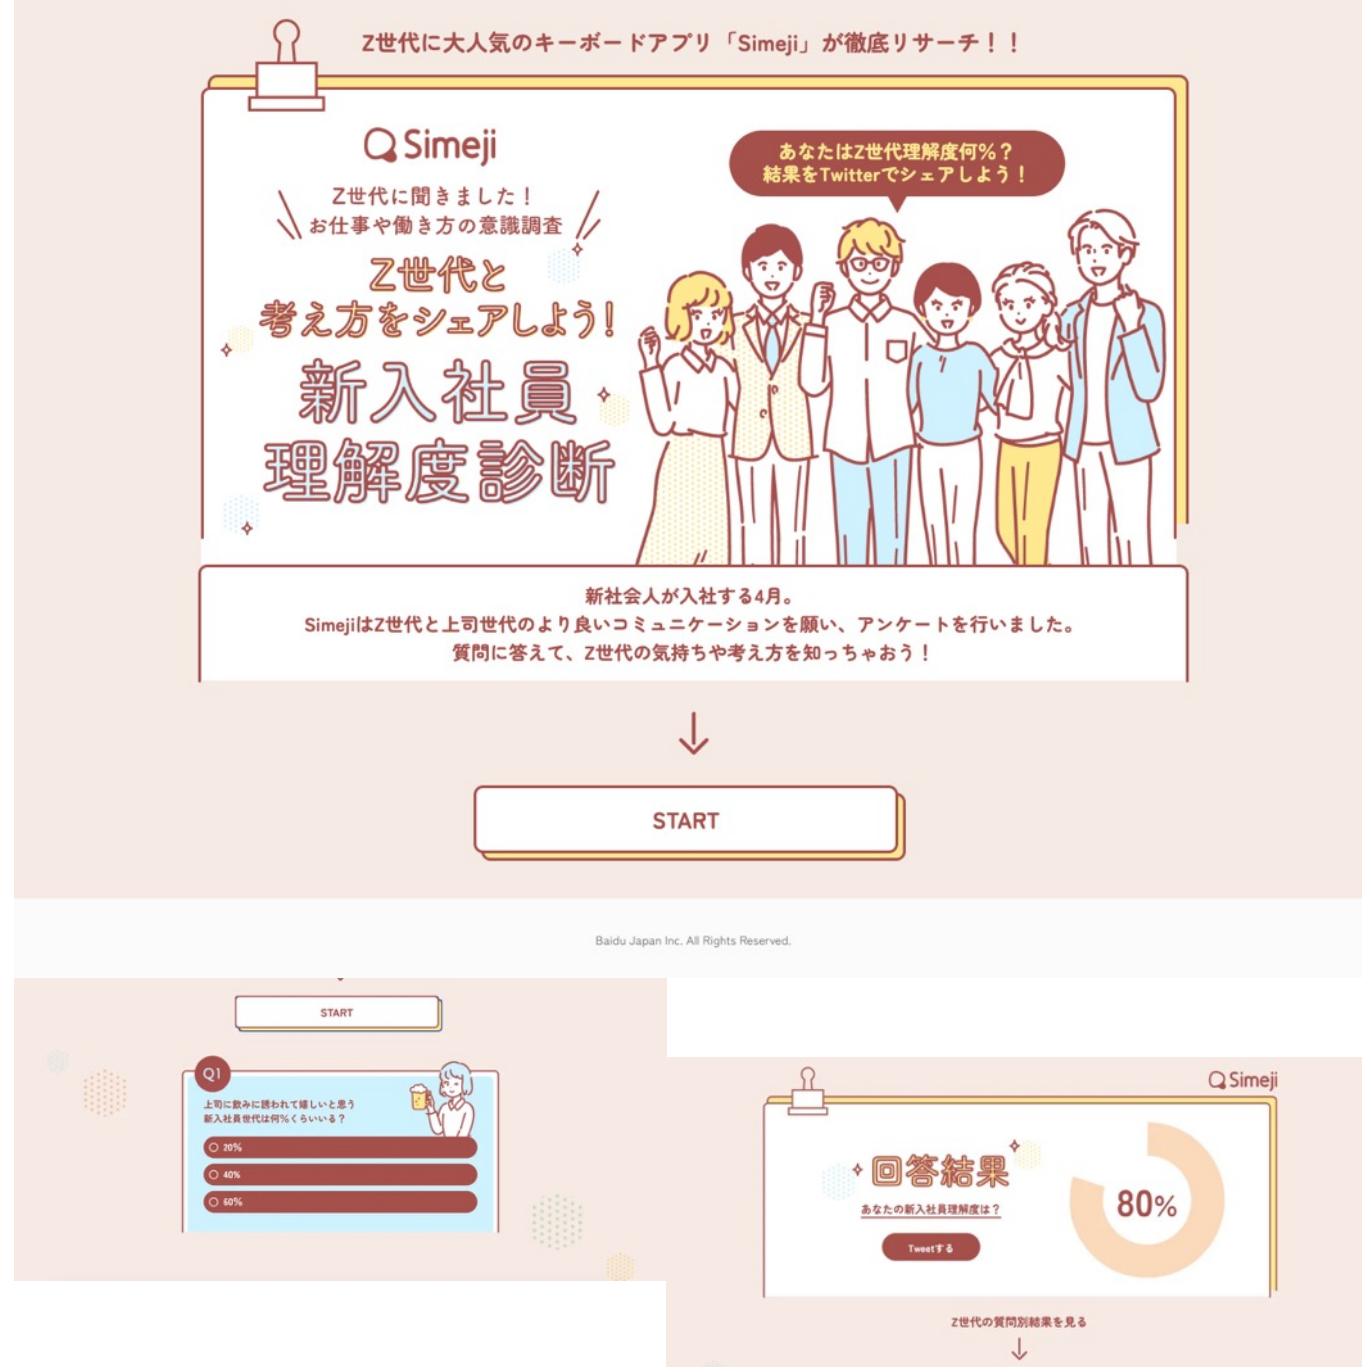 Z世代に大人気のキーボードアプリ「Simeji」が徹底リサーチ！！
Simeji
Z世代に聞きました！
お仕事や働き方の意識調査
Z世代と
考え方をシェアしよう！
新入社員
理解度診断
あなたはZ世代理解度何％？
結果をTwitterでシェアしよう！
新社会人が入社する4月。
SimejiはZ世代と上司世代のより良いコミュニケーションを願い、アンケートを行いました。
質問に答えて、Z世代の気持ちや考え方を知っちゃおう！
START
Baidu Japan Inc. All Rights Reserved.
START
Q1
上司に飲みに誘われて嬉しいと思う
新入社員世代は何％くらいいる？
20%
40%
60%
Simeji
回答結果
あなたの新入社員理解度は？
Tweetする
80%
Z世代の質問別結果を見る